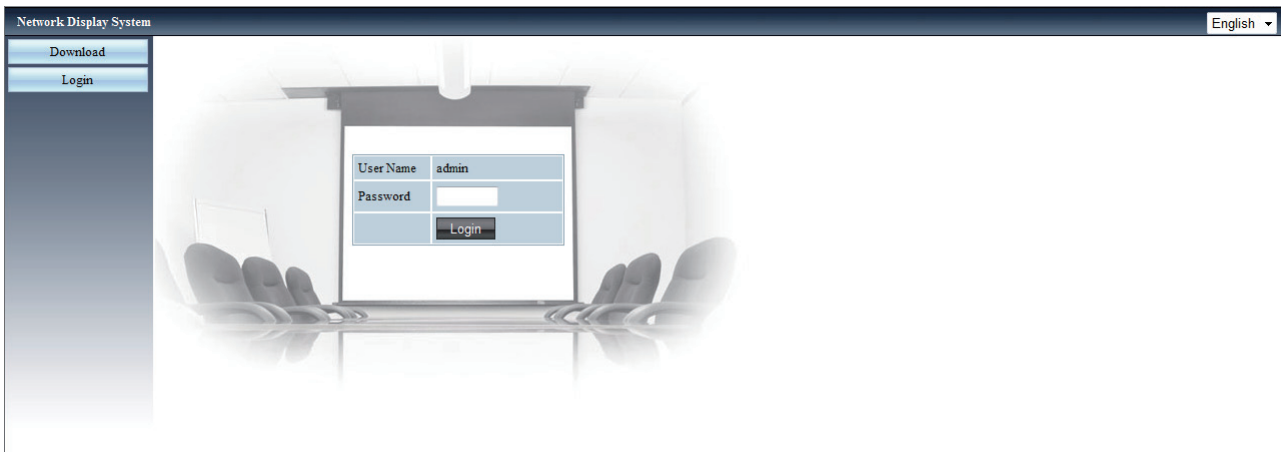 Network Display System
English
Download
Login
User Name admin
Password
Login